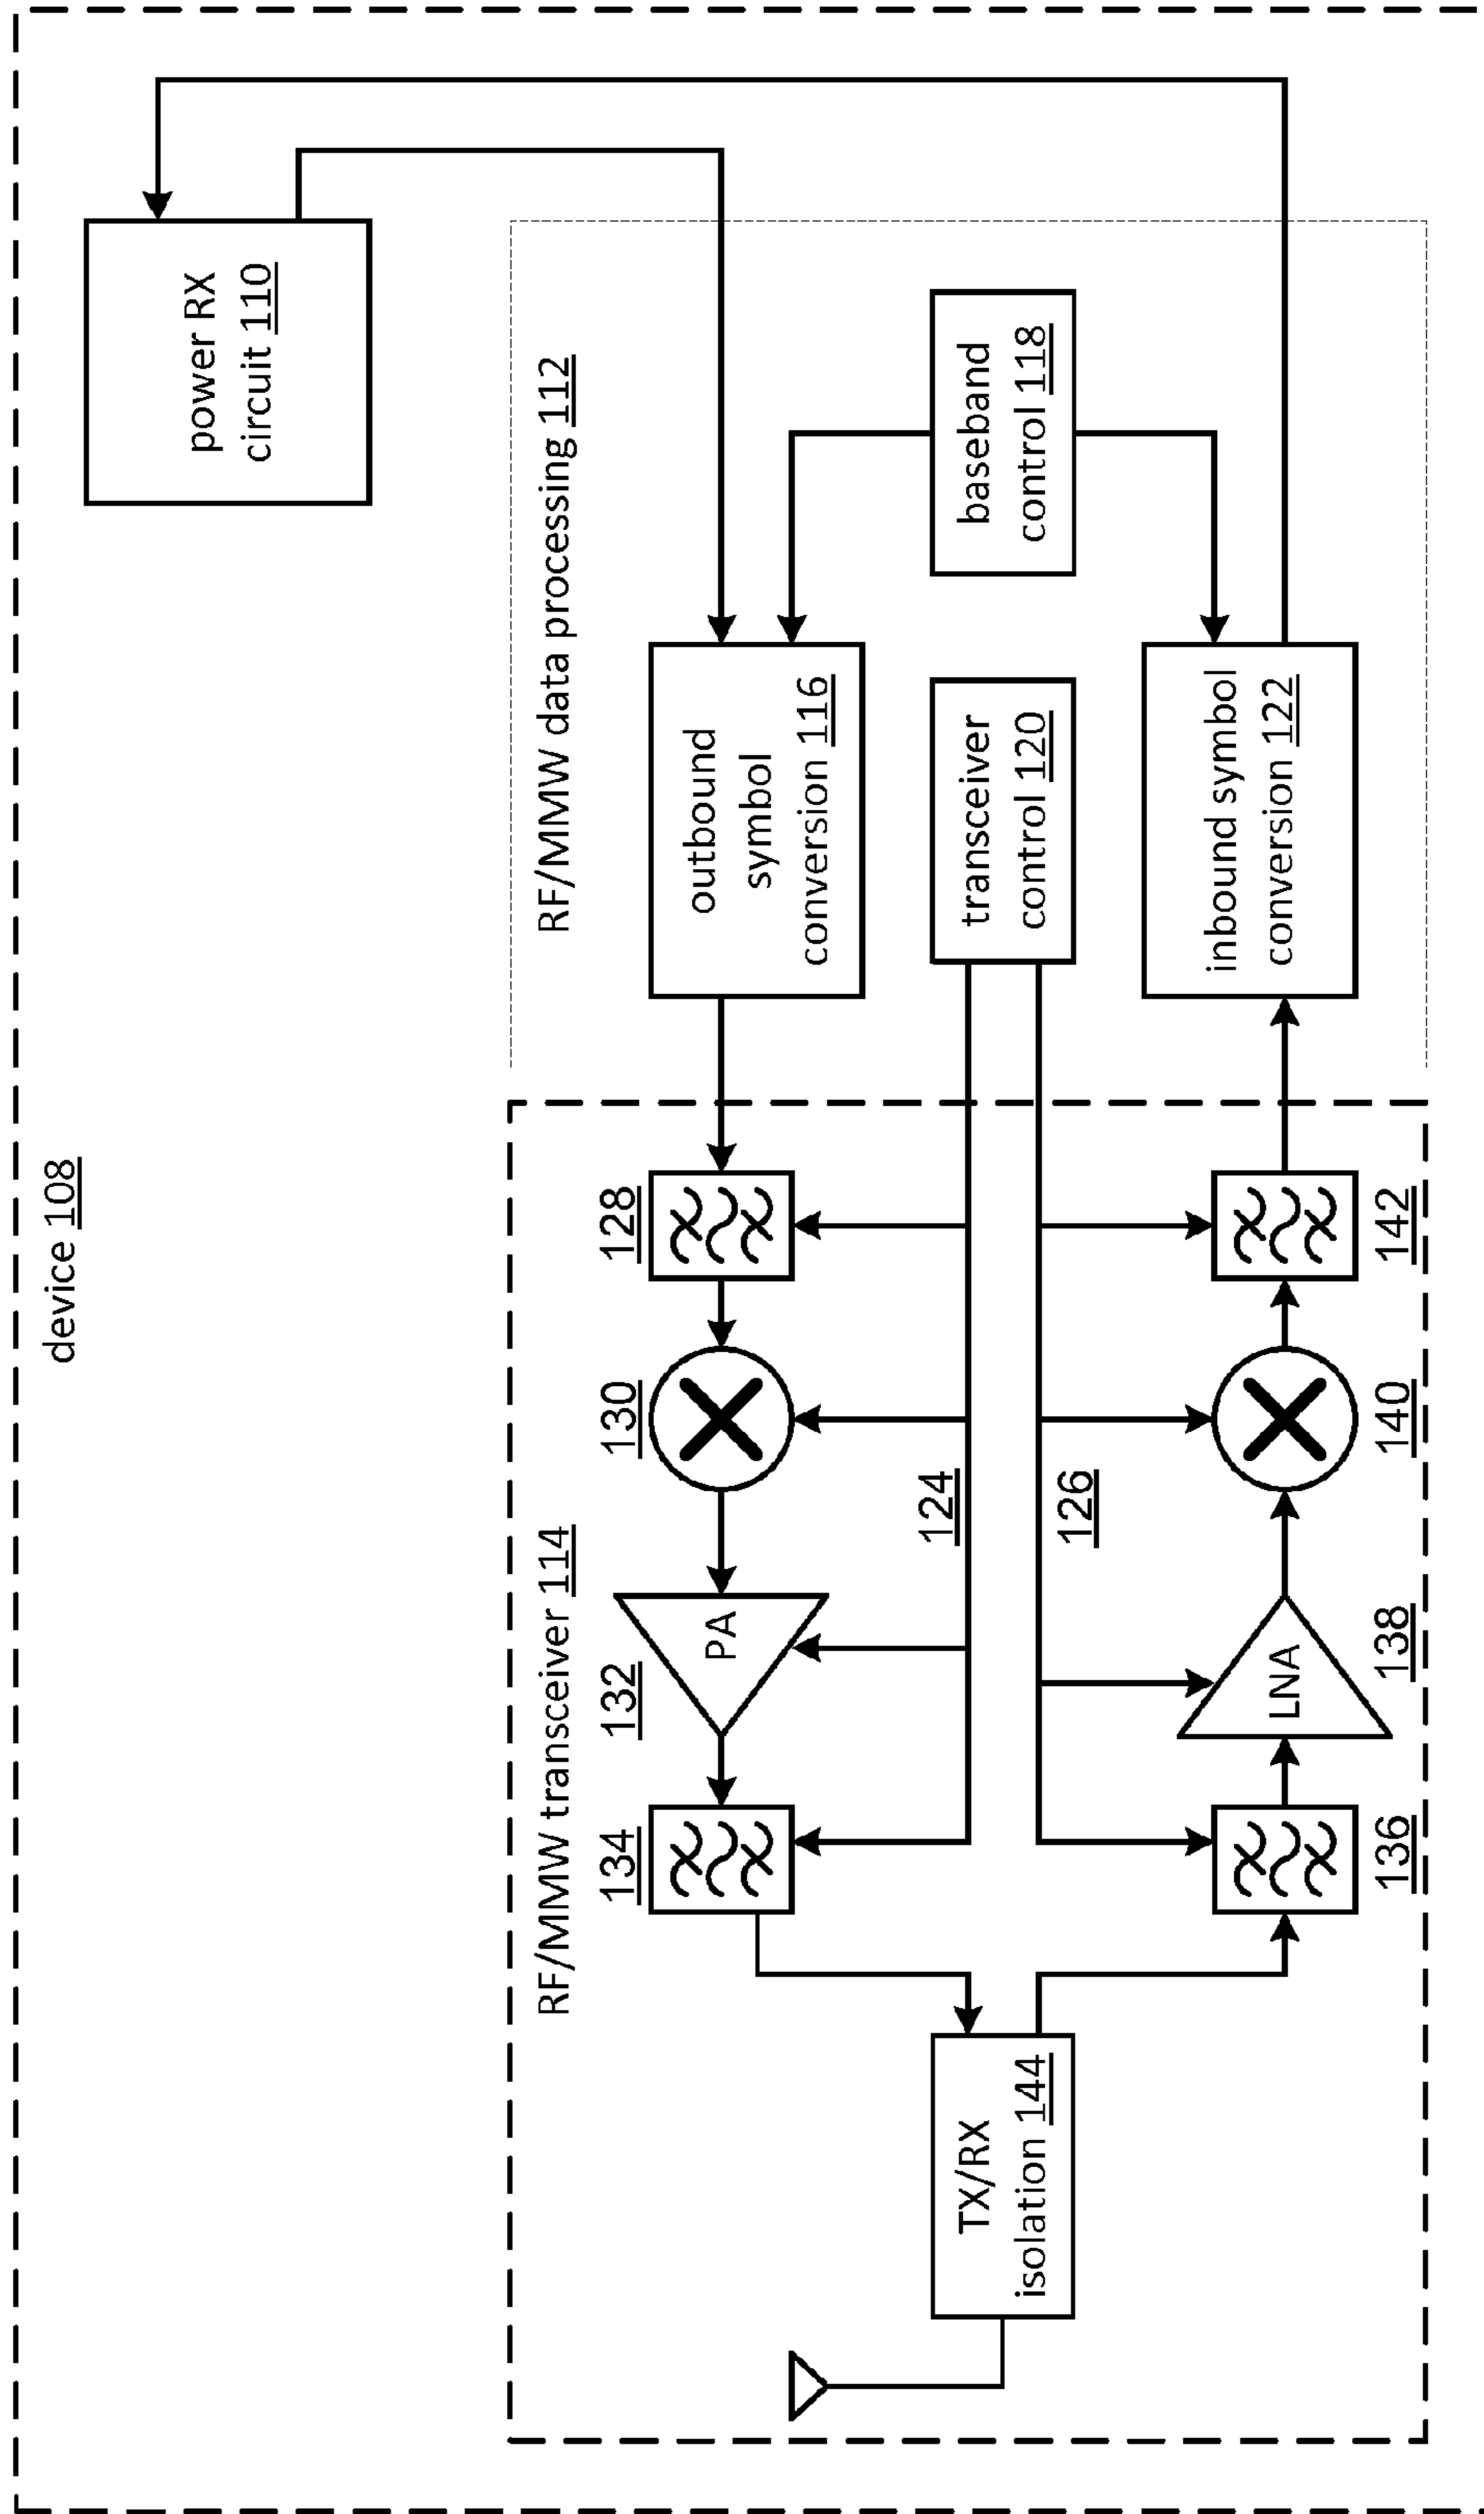 device 108
power RX
circuit 110
RF/MMW transceiver 114
RF/MMW data processing 112
134
132
130
128
PA
outbound
symbol
conversion 116
124
TX/RX
isolation 144
transceiver
control 120
baseband
control 118
126
LNA
inbound symbol
conversion 122
136
138
140
142